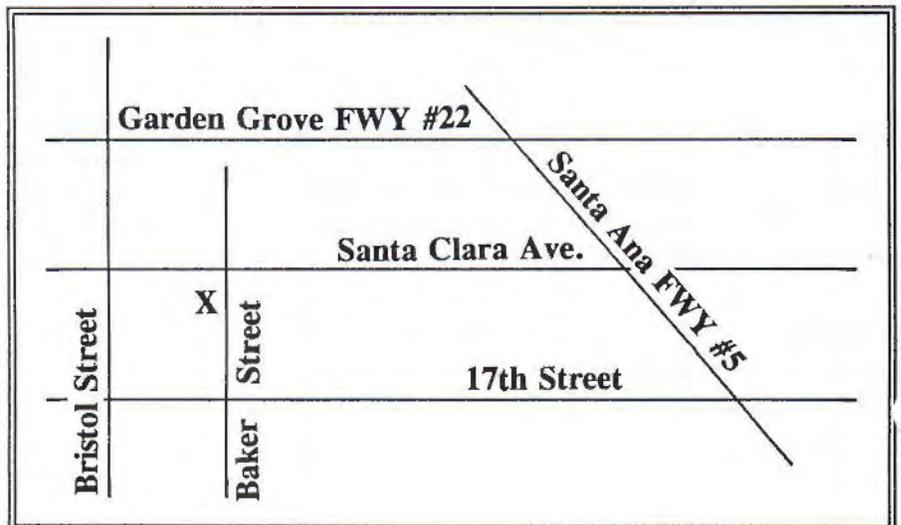 Garden Grove FWY #22
Santa Ana FWY #5
Santa Clara Ave.
X
Bristol Street
Baker Street
17th Street